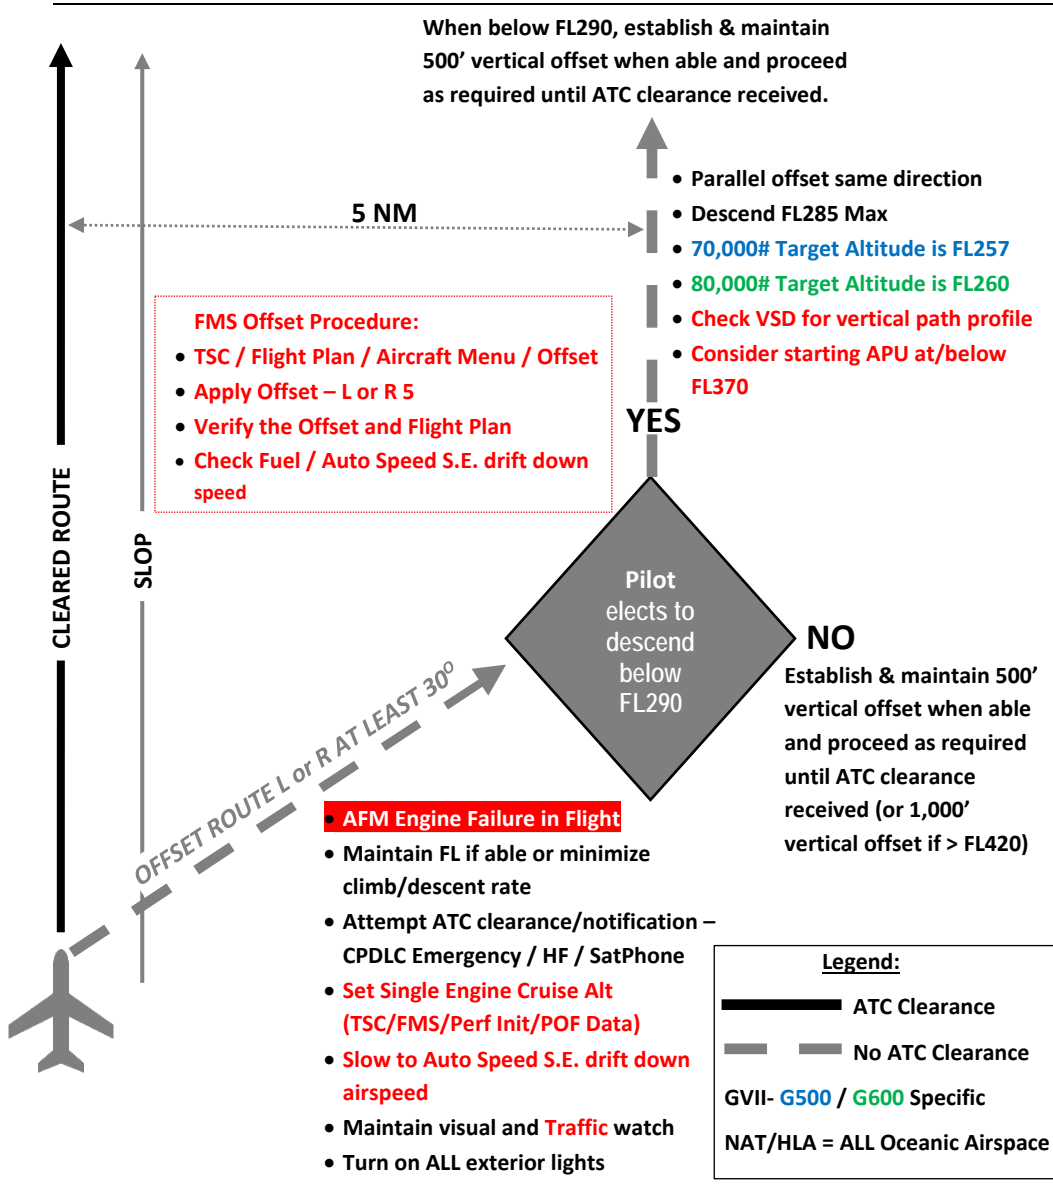 When below FL290, establish & maintain
500’ vertical offset when able and proceed
as required until ATC clearance received.
• Parallel offset same direction
• Descend FL285 Max
• 70,000# Target Altitude is FL257
• 80,000# Target Altitude is FL260
• Check VSD for vertical path profile
• Consider starting APU at/below
FL370
5 NM
FMS Offset Procedure:
• TSC / Flight Plan / Aircraft Menu / Offset
• Apply Offset – L or R 5
• Verify the Offset and Flight Plan
• Check Fuel / Auto Speed S.E. drift down
speed
YES
CLEARED ROUTE
SLOP
Pilot
elects to
descend
below
FL290
NO
Establish & maintain 500’
vertical offset when able
and proceed as required
until ATC clearance
received (or 1,000’
vertical offset if > FL420)
OFFSET ROUTE L or R AT LEAST 30⁰
• AFM Engine Failure in Flight
• Maintain FL if able or minimize
climb/descent rate
• Attempt ATC clearance/notification –
CPDLC Emergency / HF / SatPhone
• Set Single Engine Cruise Alt
(TSC/FMS/Perf Init/POF Data)
• Slow to Auto Speed S.E. drift down
airspeed
• Maintain visual and Traffic watch
• Turn on ALL exterior lights
Legend:
ATC Clearance
No ATC Clearance
GVII- G500 / G600 Specific
NAT/HLA = ALL Oceanic Airspace